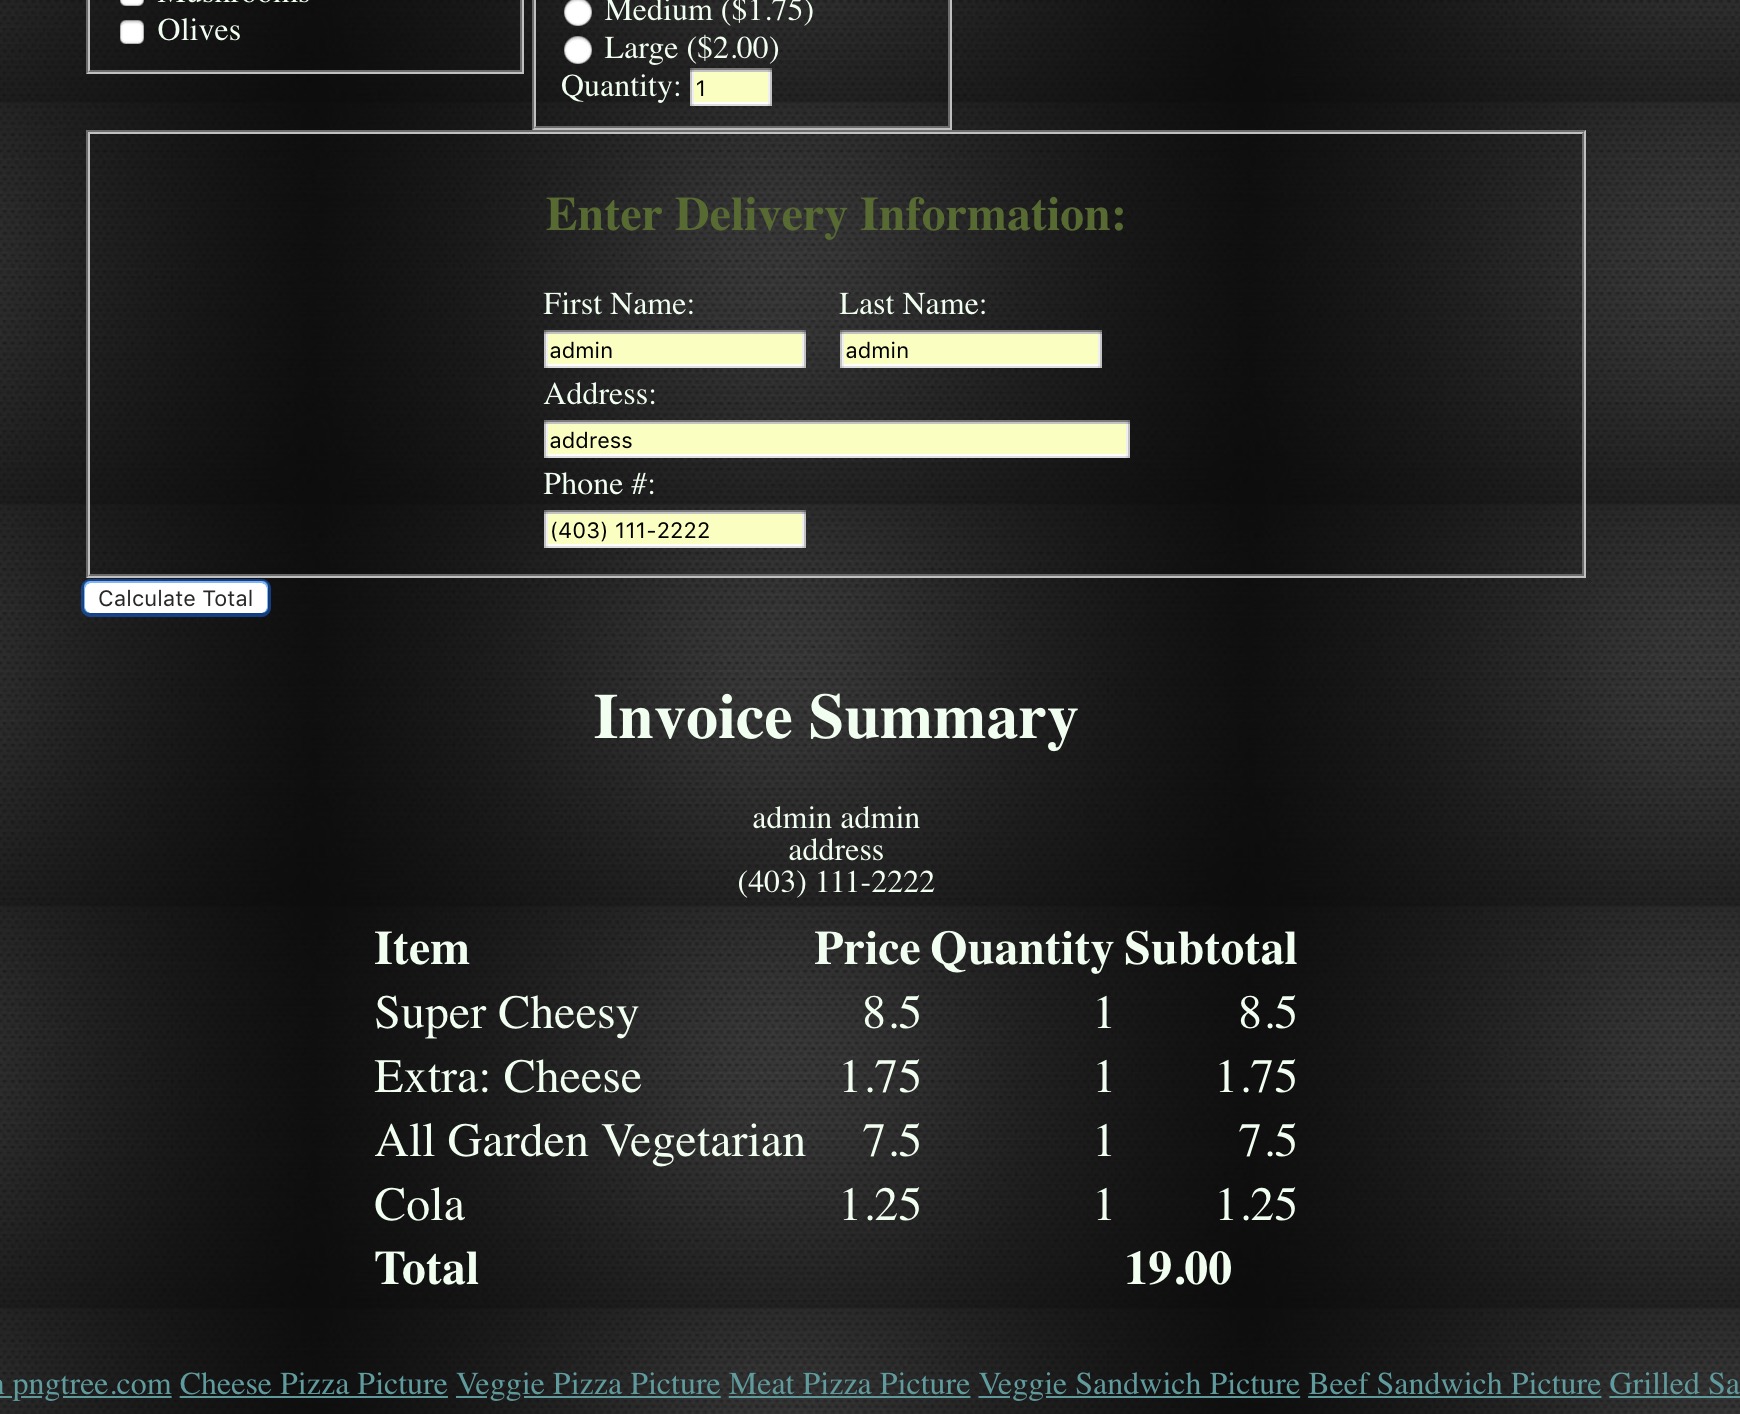 Mushrooms
Olives
Medium ($1.75)
Large ($2.00)
Quantity: 1
Enter Delivery Information:
First Name: Last Name:
admin admin
Address:
address
Phone #:
(403) 111-2222
Calculate Total
Invoice Summary
admin admin
address
(403) 111-2222
Item Price Quantity Subtotal
Super Cheesy 8.5 1 8.5
Extra: Cheese 1.75 1 1.75
All Garden Vegetarian 7.5 1 7.5
Cola 1.25 1 1.25
Total 19.00
pngtree.com Cheese Pizza Picture Veggie Pizza Picture Meat Pizza Picture Veggie Sandwich Picture Beef Sandwich Picture Grilled